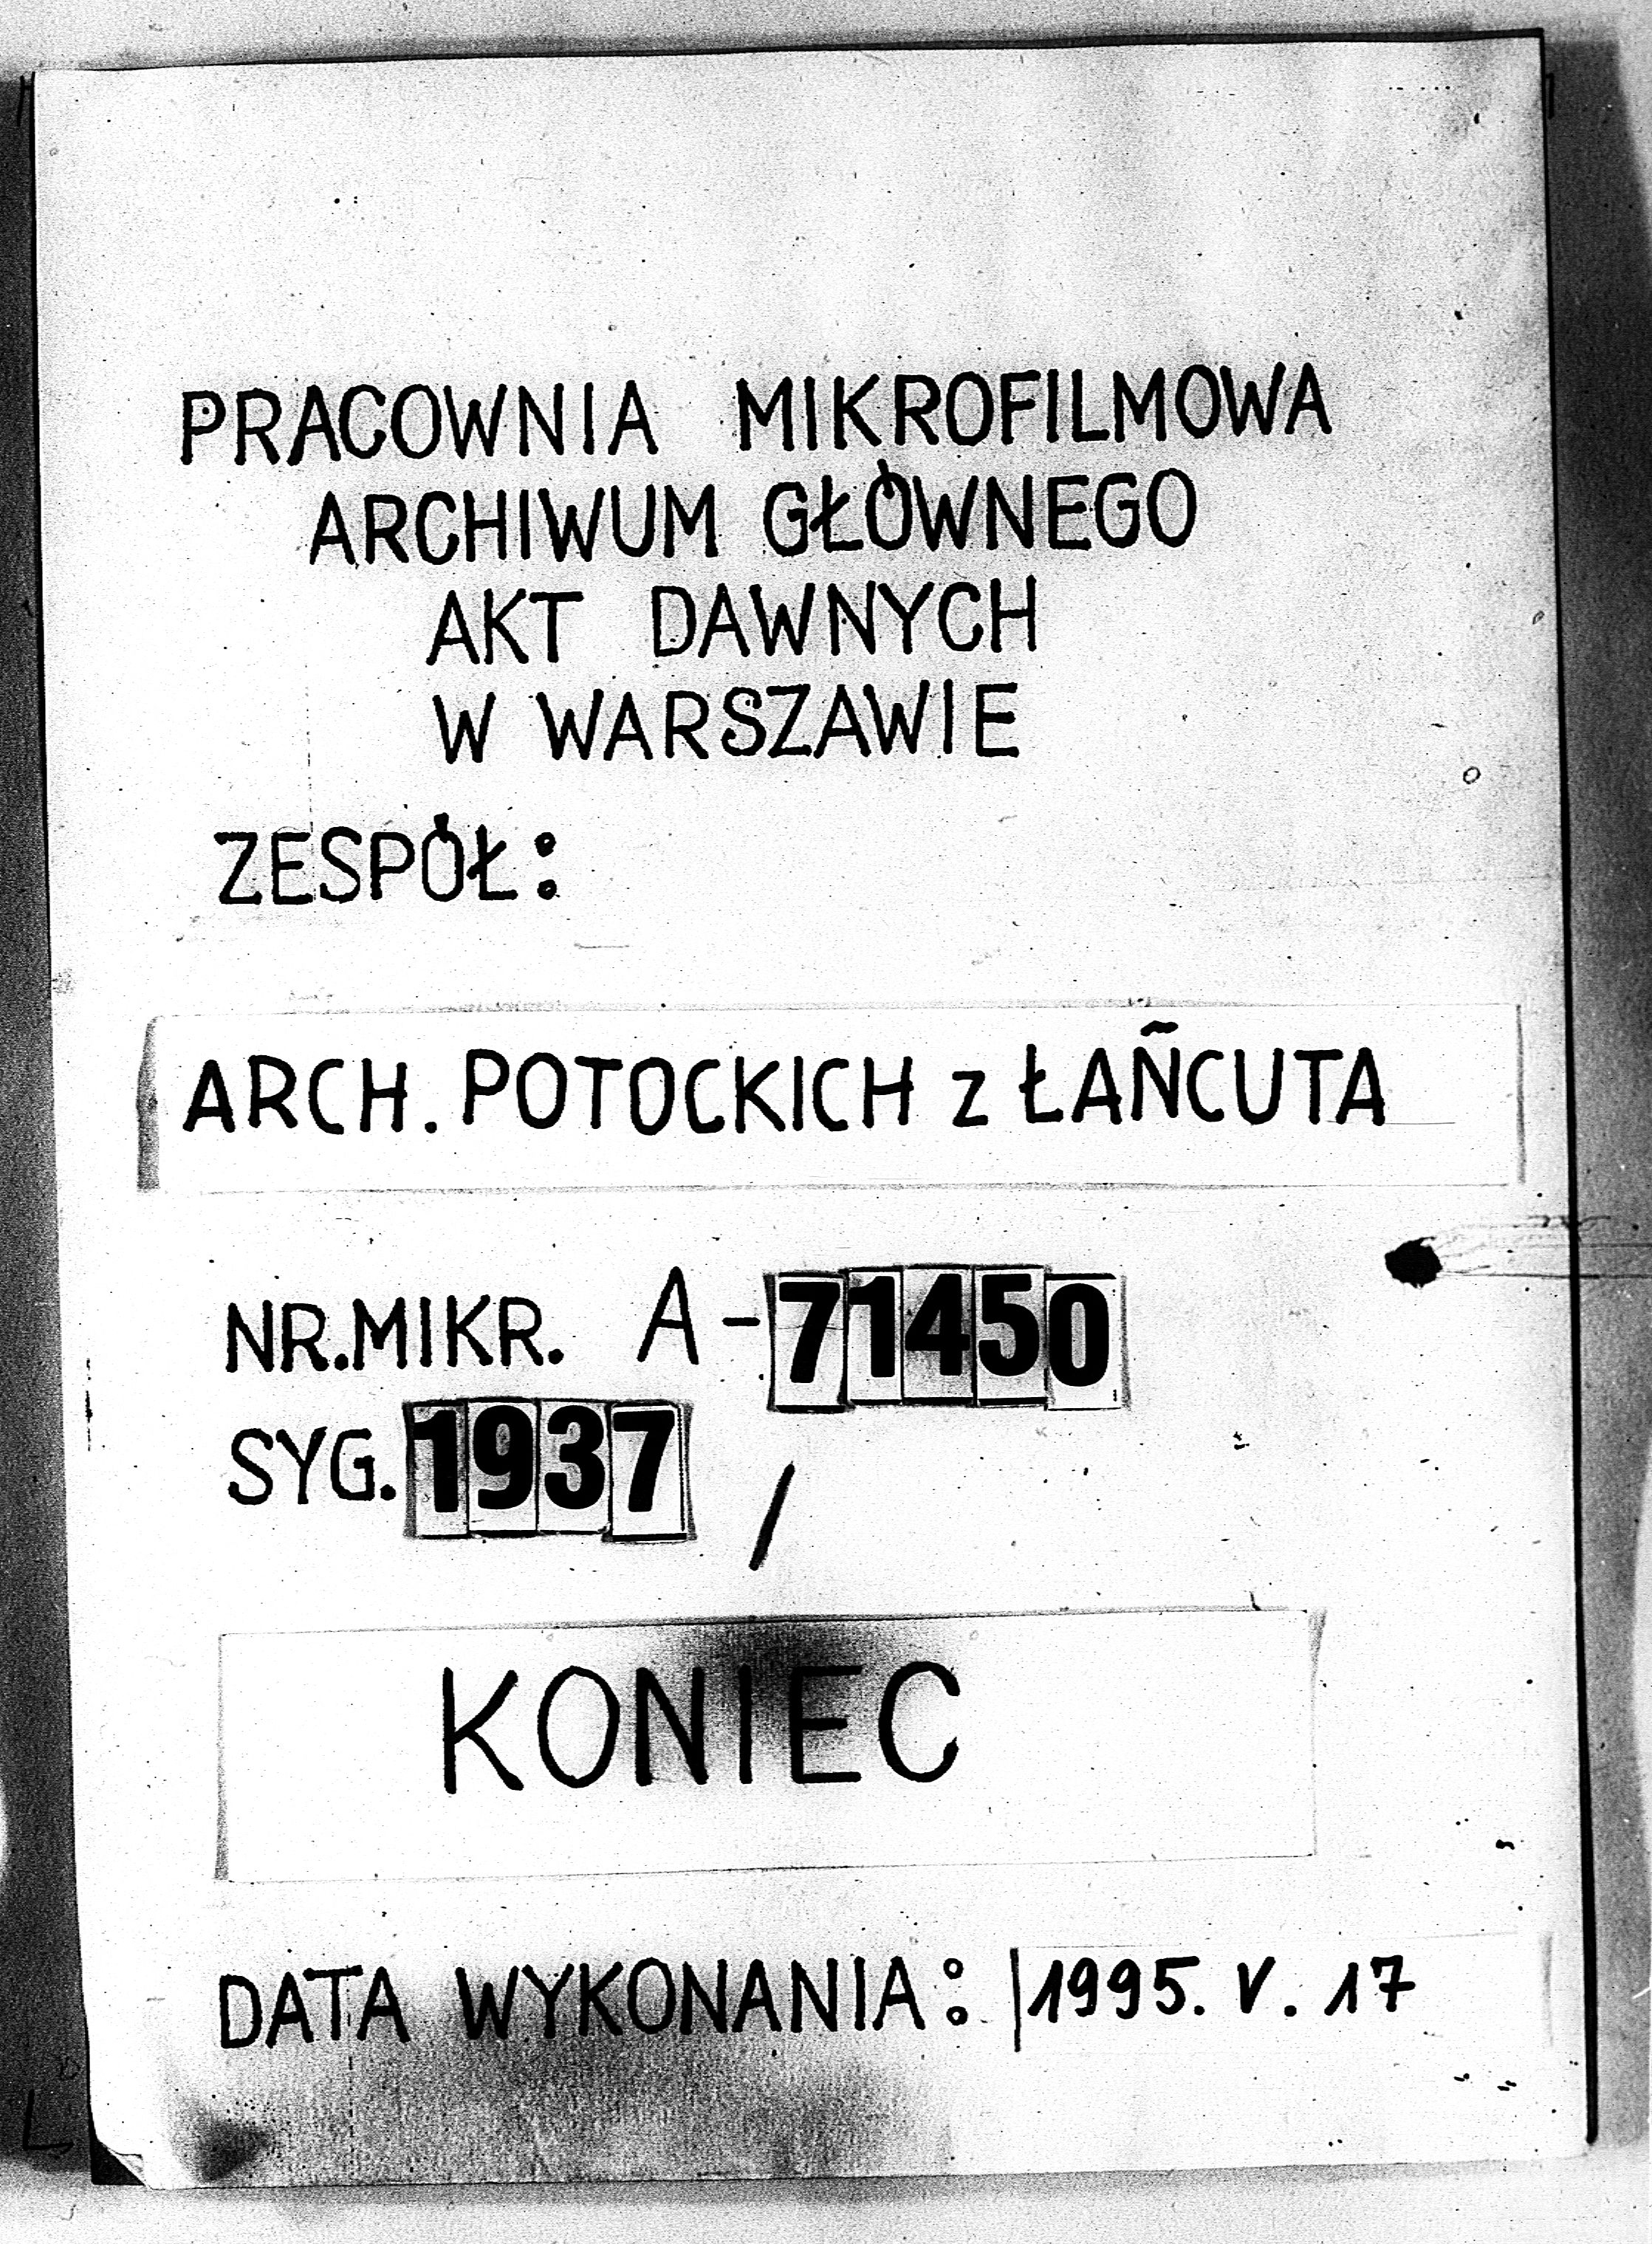 PRACOWNIA MIKROFILMOWA
ARCHIWUM GŁÓWNEGO
AKT DAWNYCH
W WARSZAWIE
ZESPÓŁ:
ARCH. POTOCKICH z ŁAÑCUTA
NR.MIKR. A-71450
SYG. 1937 /
KONIEC
DATA WYKONANIA: 1995. V. 17